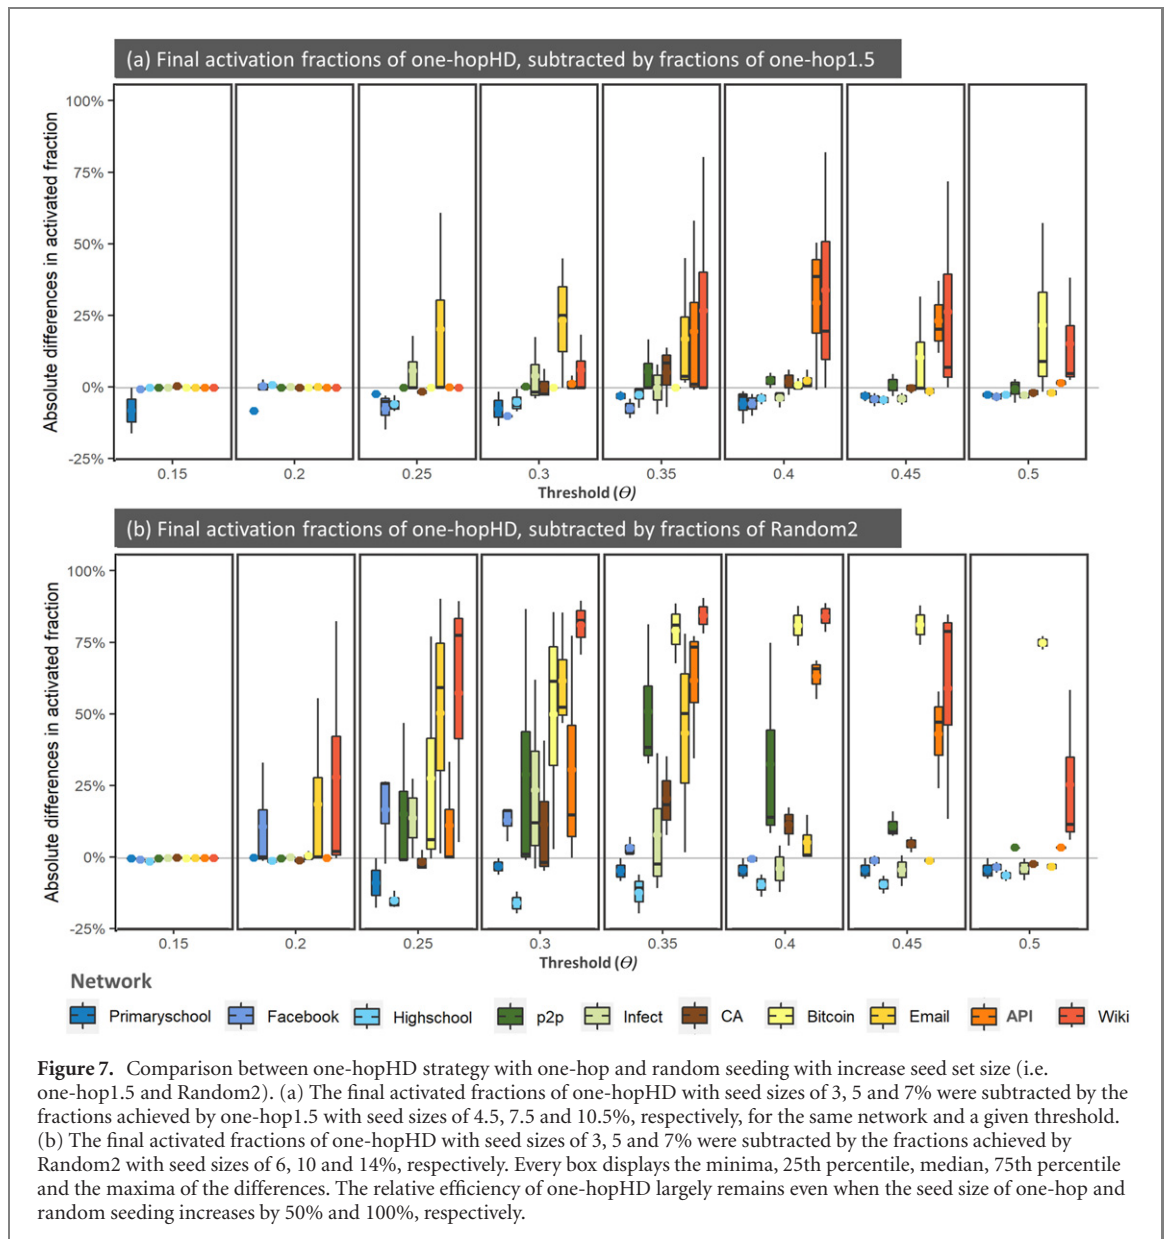 (a) Final activation fractions of one-hopHD, subtracted by fractions of one-hop1.5
Absolute differences in activated fraction
100%
75%
50%
25%
0%
-25%
0.15 0.2 0.25 0.3 0.35 0.4 0.45 0.5
Threshold (Θ)
(b) Final activation fractions of one-hopHD, subtracted by fractions of Random2
Absolute differences in activated fraction
100%
75%
50%
25%
0%
-25%
0.15 0.2 0.25 0.3 0.35 0.4 0.45 0.5
Threshold (Θ)
Network
Primaryschool Facebook Highschool p2p Infect CA Bitcoin Email API Wiki
Figure 7. Comparison between one-hopHD strategy with one-hop and random seeding with increase seed set size (i.e.
one-hop1.5 and Random2). (a) The final activated fractions of one-hopHD with seed sizes of 3, 5 and 7% were subtracted by the
fractions achieved by one-hop1.5 with seed sizes of 4.5, 7.5 and 10.5%, respectively, for the same network and a given threshold.
(b) The final activated fractions of one-hopHD with seed sizes of 3, 5 and 7% were subtracted by the fractions achieved by
Random2 with seed sizes of 6, 10 and 14%, respectively. Every box displays the minima, 25th percentile, median, 75th percentile
and the maxima of the differences. The relative efficiency of one-hopHD largely remains even when the seed size of one-hop and
random seeding increases by 50% and 100%, respectively.